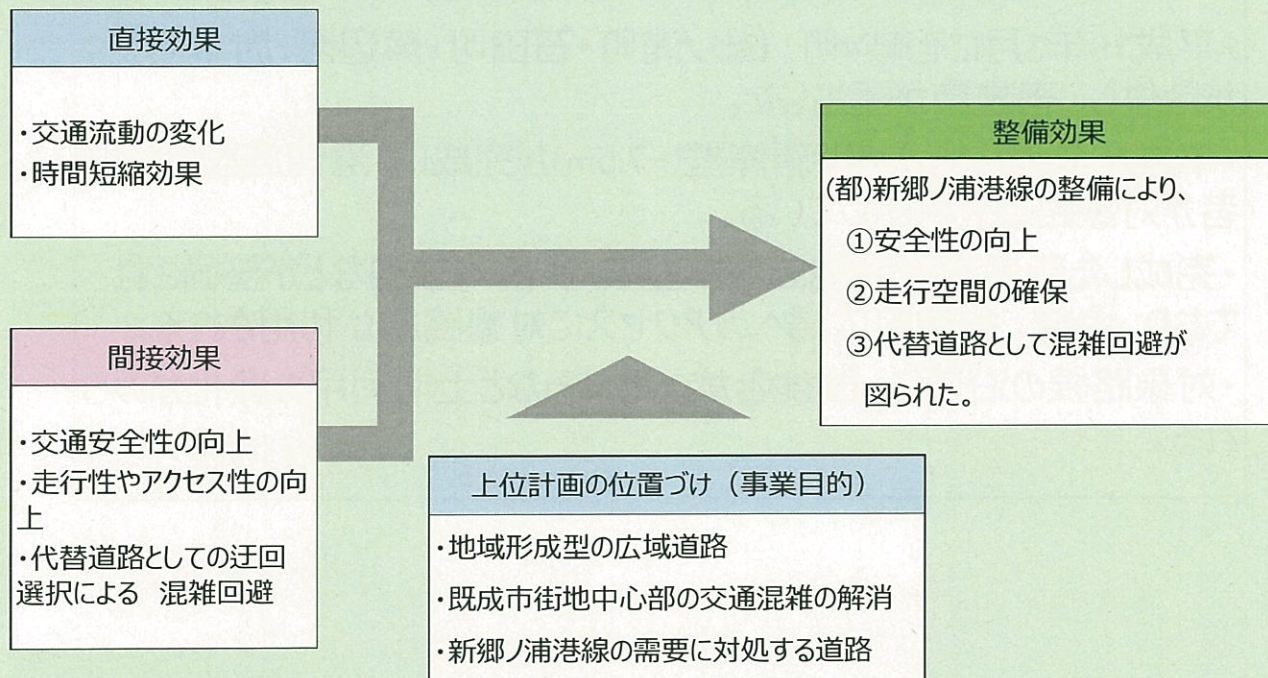 直接効果
・交通流動の変化
・時間短縮効果
間接効果
・交通安全性の向上
・走行性やアクセス性の向
上
・代替道路としての迂回
選択による　混雑回避
上位計画の位置づけ（事業目的）
・地域形成型の広域道路
・既成市街地中心部の交通混雑の解消
・新郷ノ浦港線の需要に対処する道路
整備効果
(都)新郷ノ浦港線の整備により、
①安全性の向上
②走行空間の確保
③代替道路として混雑回避が
図られた。